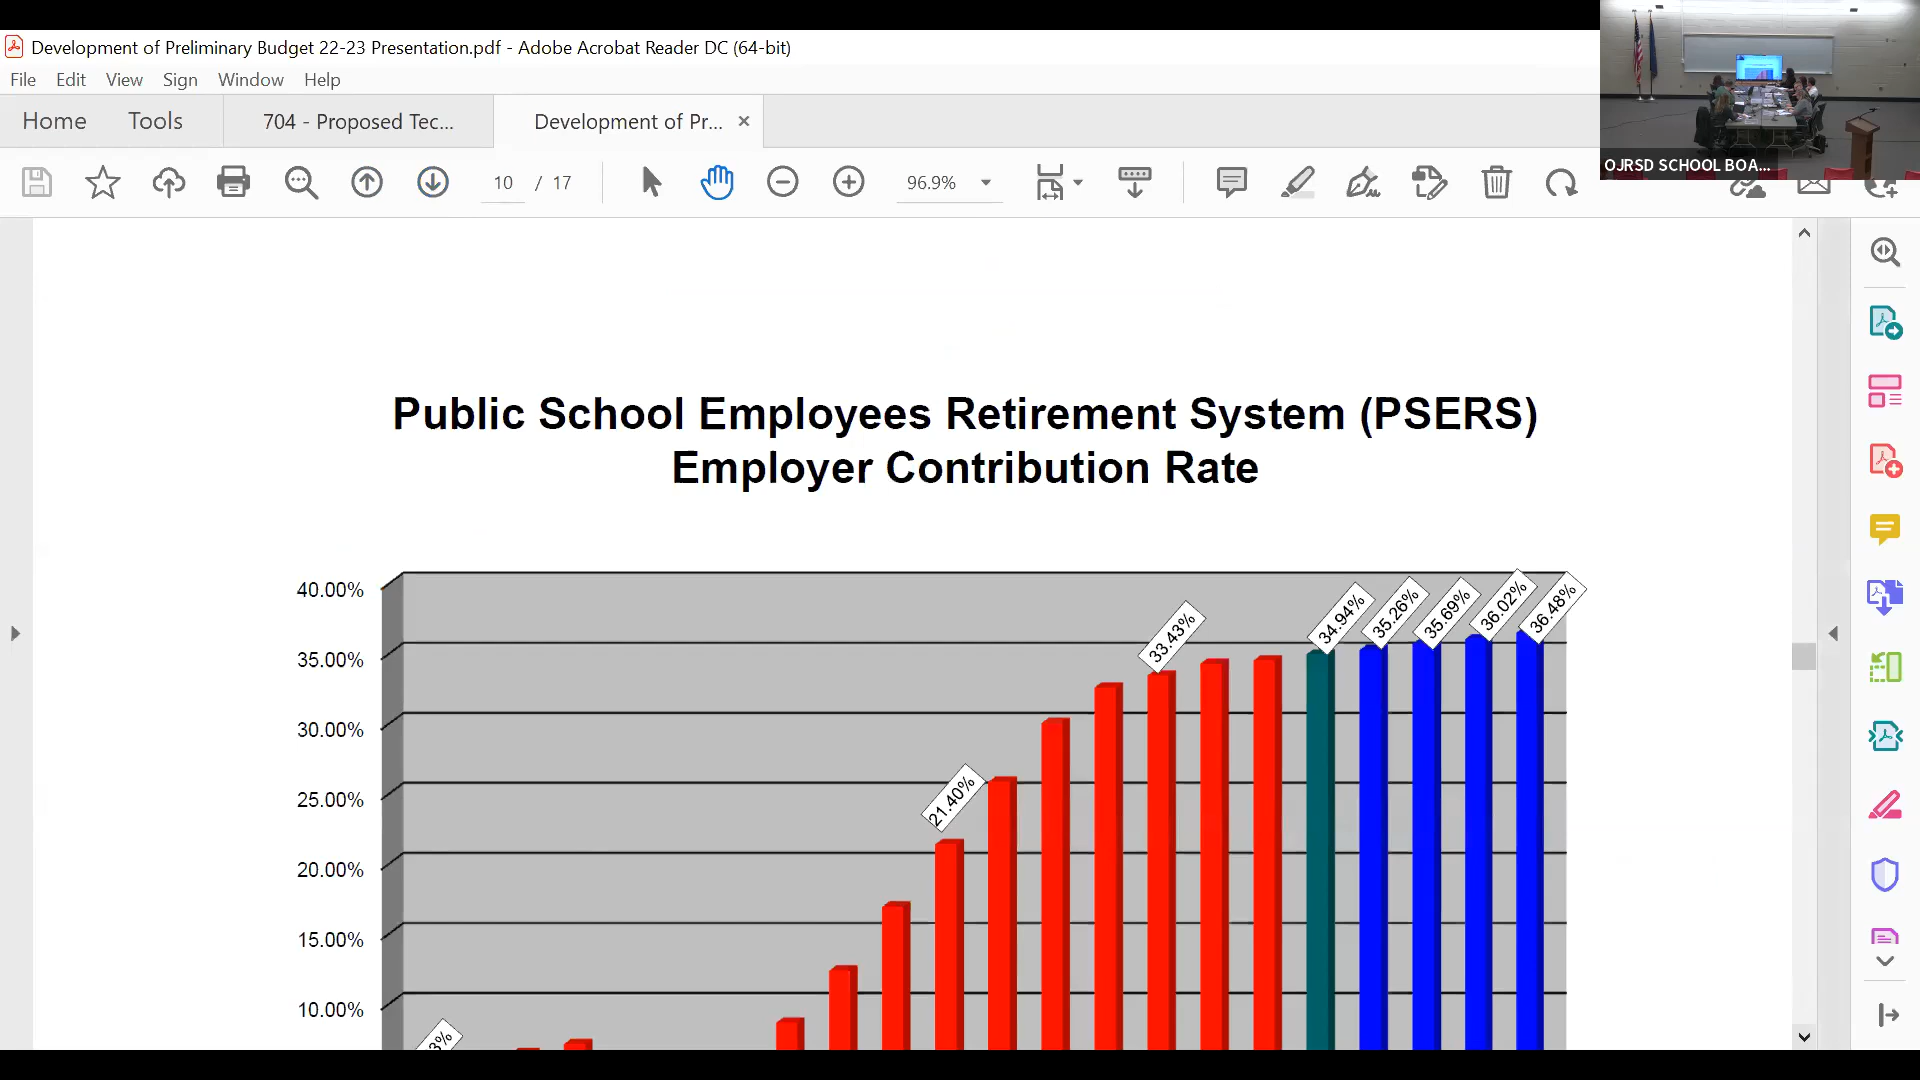 Development of Preliminary Budget 22-23 Presentation.pdf - Adobe Acrobat Reader DC (64-bit)
File Edit View Sign Window Help
Home Tools 704 - Proposed Tec... Development of Pr... ×
10 / 17 96.9%
OJRSD SCHOOL BOA...
Public School Employees Retirement System (PSERS)
Employer Contribution Rate
40.00%
35.00%
30.00%
25.00%
20.00%
15.00%
10.00%
3%
21.40%
33.43%
34.94%
35.26%
35.69%
36.02%
36.48%